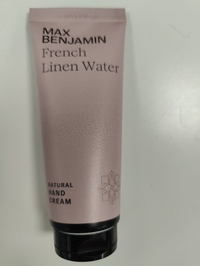 MAX
BENJAMIN
French
Linen Water
NATURAL
HAND
CREAM